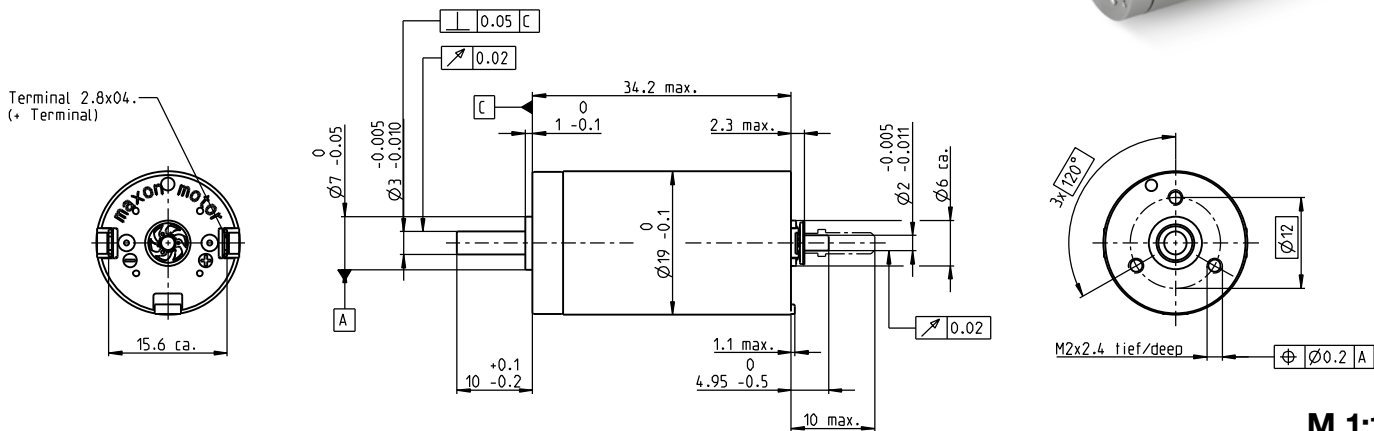 ⊥ 0.05 C
↗ 0.02
Terminal 2.8x04.
(+ Terminal)
34.2 max.
C
0
1 -0.1
2.3 max.
0
Ø7 -0.05
-0.005
Ø3 -0.010
-0.005
Ø2 -0.011
Ø6 ca.
3x 120°
maxon motor
0
Ø19 -0.1
Ø12
A
↗ 0.02
15.6 ca.
1.1 max.
M2x2.4 tief/deep
⌖ Ø0.2 A
+0.1
10 -0.2
0
4.95 -0.5
10 max.